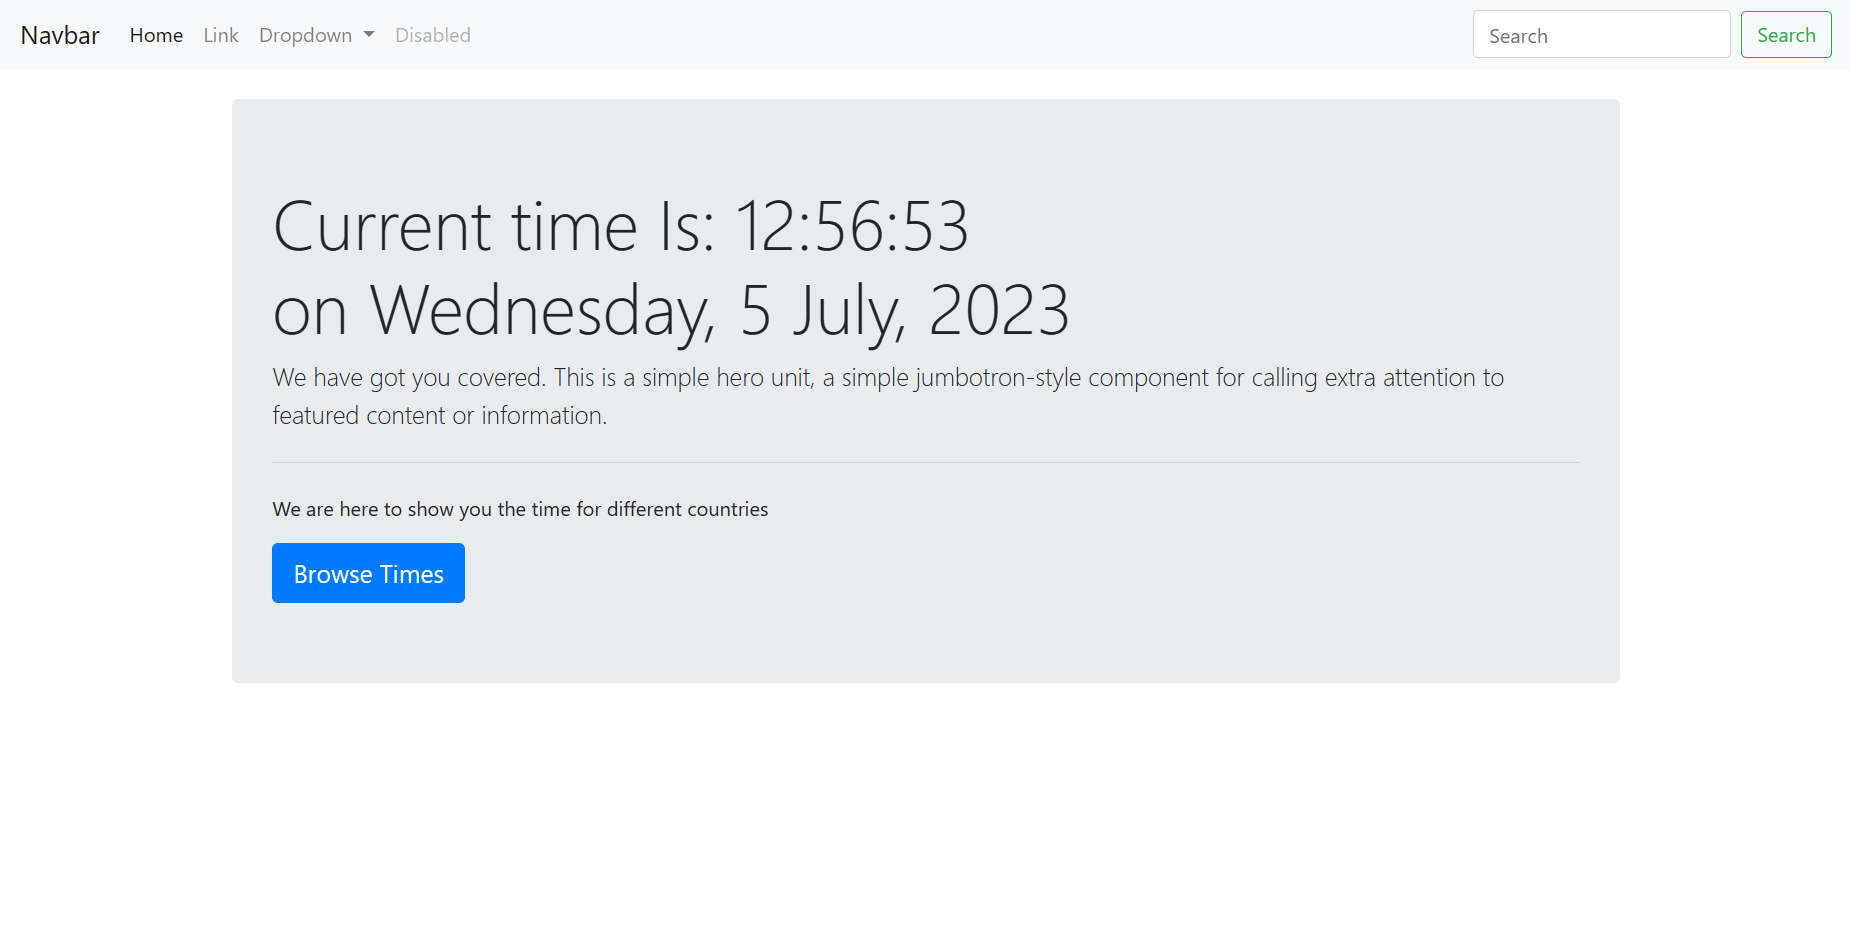 Navbar Home Link Dropdown Disabled Search Search
Current time Is: 12:56:53
on Wednesday, 5 July, 2023
We have got you covered. This is a simple hero unit, a simple jumbotron-style component for calling extra attention to
featured content or information.
We are here to show you the time for different countries
Browse Times